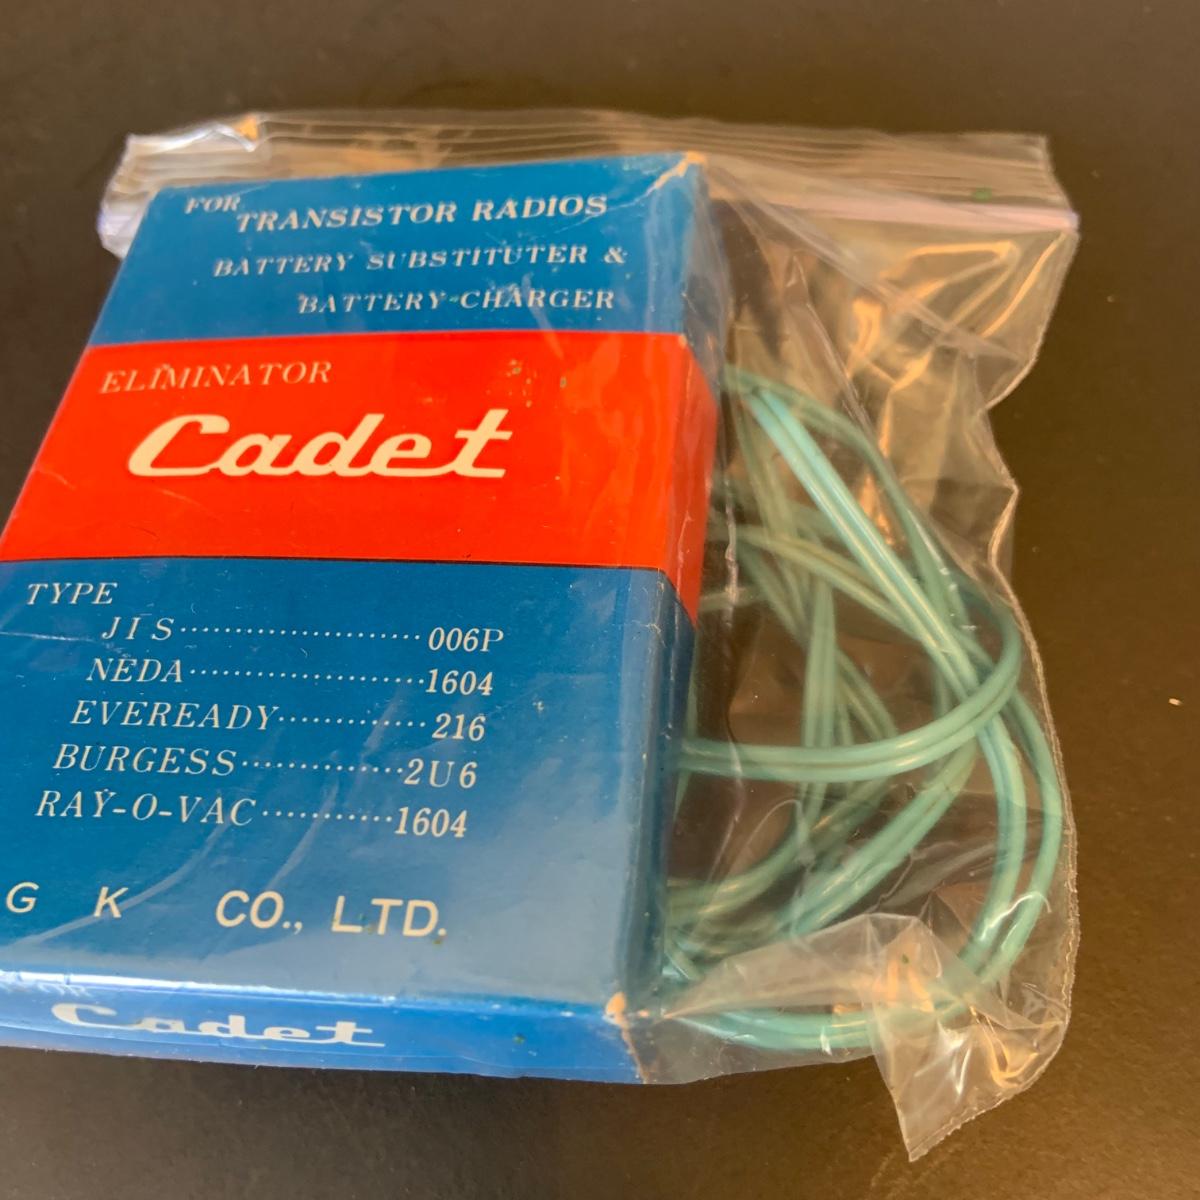 FOR TRANSISTOR RADIOS
BATTERY SUBSTITUTER &
BATTERY-CHARGER
ELIMINATOR
Cadet
TYPE
JIS........................006P
NEDA......................1604
EVEREADY..............216
BURGESS...............2U6
RAY-O-VAC............1604
G K CO., LTD.
Cadet